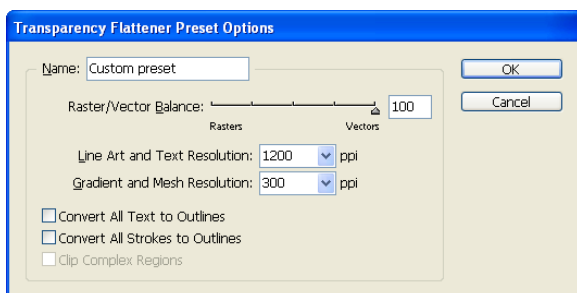 Transparency Flattener Preset Options
Name: Custom preset
OK
Raster/Vector Balance: 100
Cancel
Rasters Vectors
Line Art and Text Resolution: 1200 ppi
Gradient and Mesh Resolution: 300 ppi
Convert All Text to Outlines
Convert All Strokes to Outlines
Clip Complex Regions